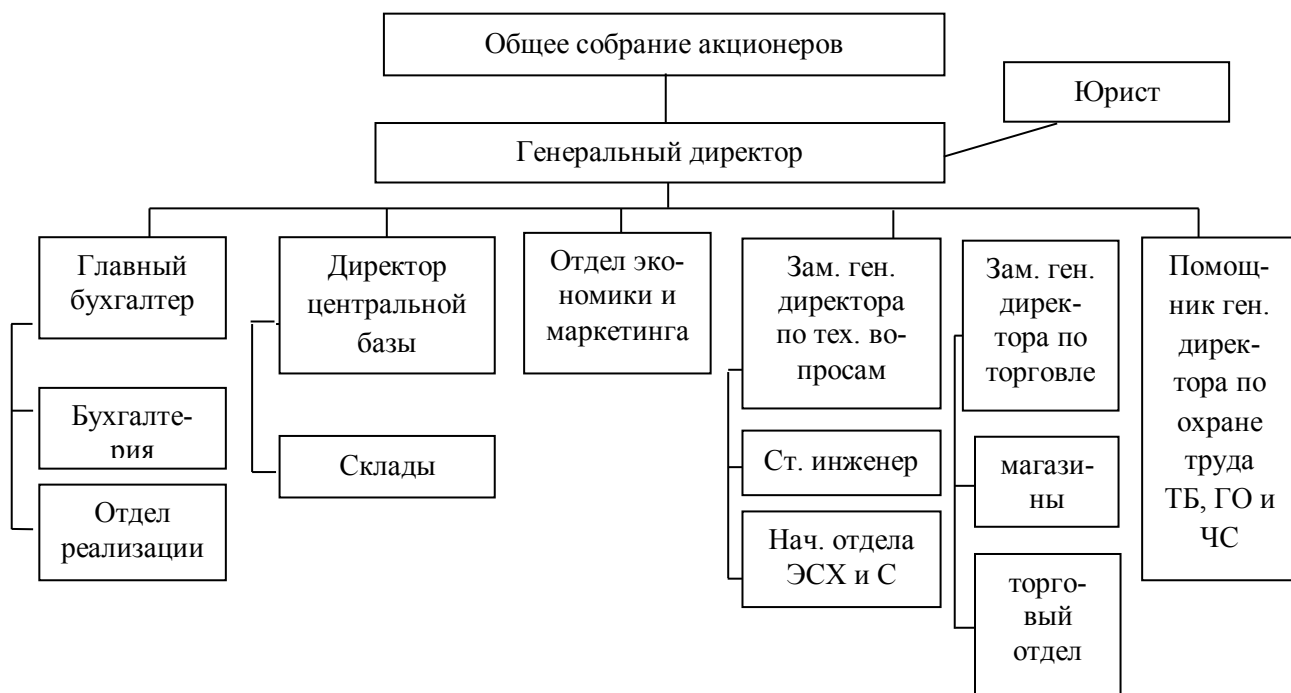 Общее собрание акционеров
Юрист
Генеральный директор
Главный
бухгалтер
Директор
центральной
базы
Отдел эко-
номики и
маркетинга
Зам. ген.
директора
по тех. во-
просам
Зам. ген.
дирек-
тора по
торговле
Помощ-
ник ген.
дирек-
тора по
охране
труда
ТБ, ГО и
ЧС
Бухгалте-
рия
Склады
Ст. инженер
магази-
ны
Отдел
реализации
Нач. отдела
ЭСХ и С
торго-
вый
отдел